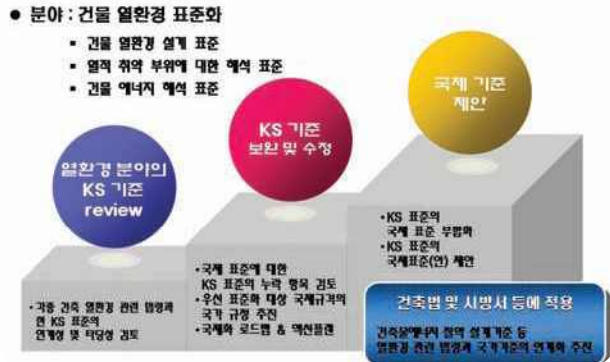 ● 분야 : 건물 열환경 표준화
▪ 건물 열환경 설계 표준
▪ 열적 취약 부위에 대한 해석 표준
▪ 건물 에너지 해석 표준
열환경 분야의
KS 기준
review
KS 기준
보완 및 수정
국제 기준
제안
• 각종 건축 열환경 관련 법령과
현 KS 표준의
연계성 및 타당성 검토
• 국제 표준에 대한
KS 표준의 누락 항목 검토
• 우선 표준화 대상 국제규격의
국가 규정 추진
• 국제화 로드맵 & 액션플랜
• KS 표준의
국제 표준 부합화
• KS 표준의
국제표준(안) 제안
건축법 및 시방서 등에 적용
건축물에너지 절약 설계기준 등
열환경 관련 법령과 국가기준의 연계화 추진